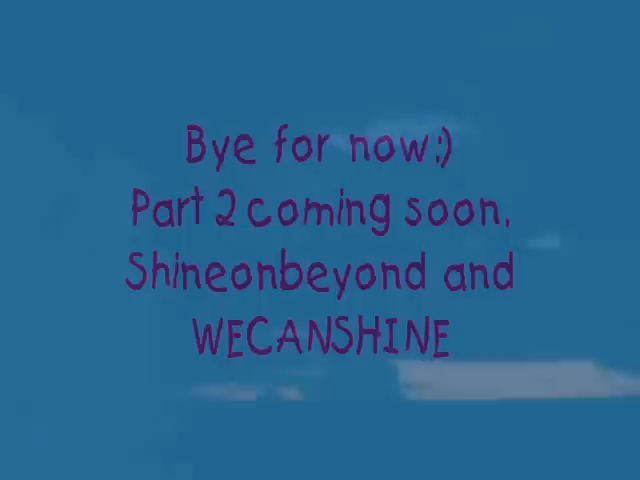 Bye for now:)
Part 2 coming soon.
Shineonbeyond and
WECANSHINE